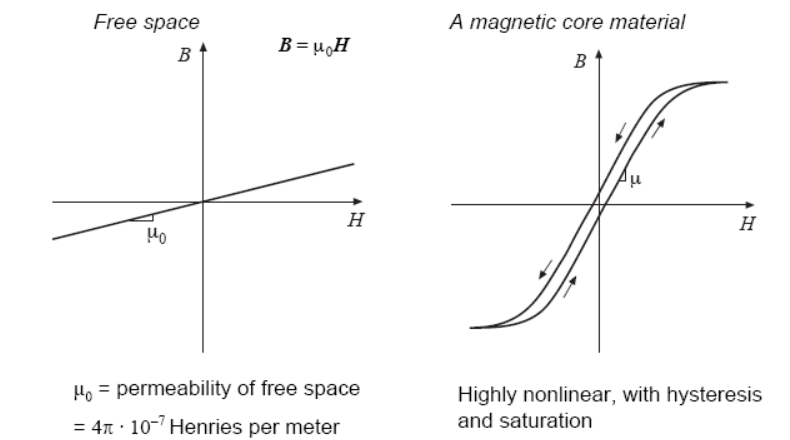 Free space
B = μ₀H
B
H
μ₀
μ₀ = permeability of free space
= 4π · 10⁻⁷ Henries per meter
A magnetic core material
B
μ
H
Highly nonlinear, with hysteresis
and saturation